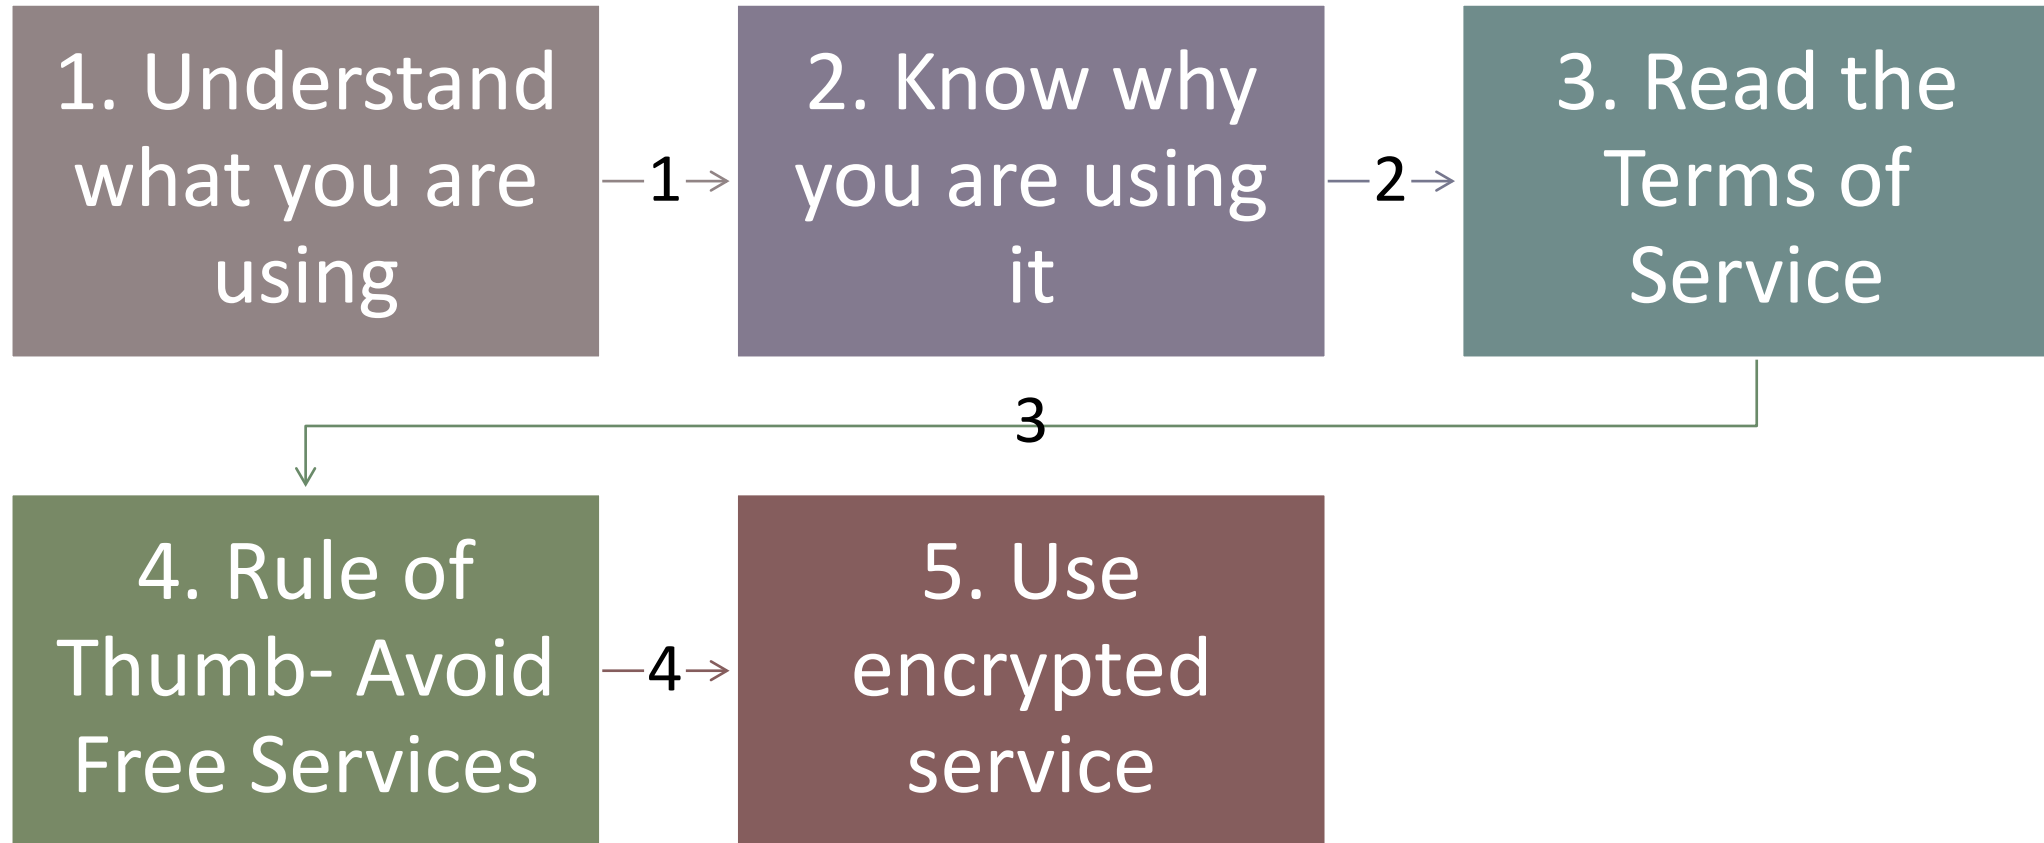 1. Understand
what you are
using
1
2. Know why
you are using
it
2
3. Read the
Terms of
Service
3
4. Rule of
Thumb- Avoid
Free Services
4
5. Use
encrypted
service